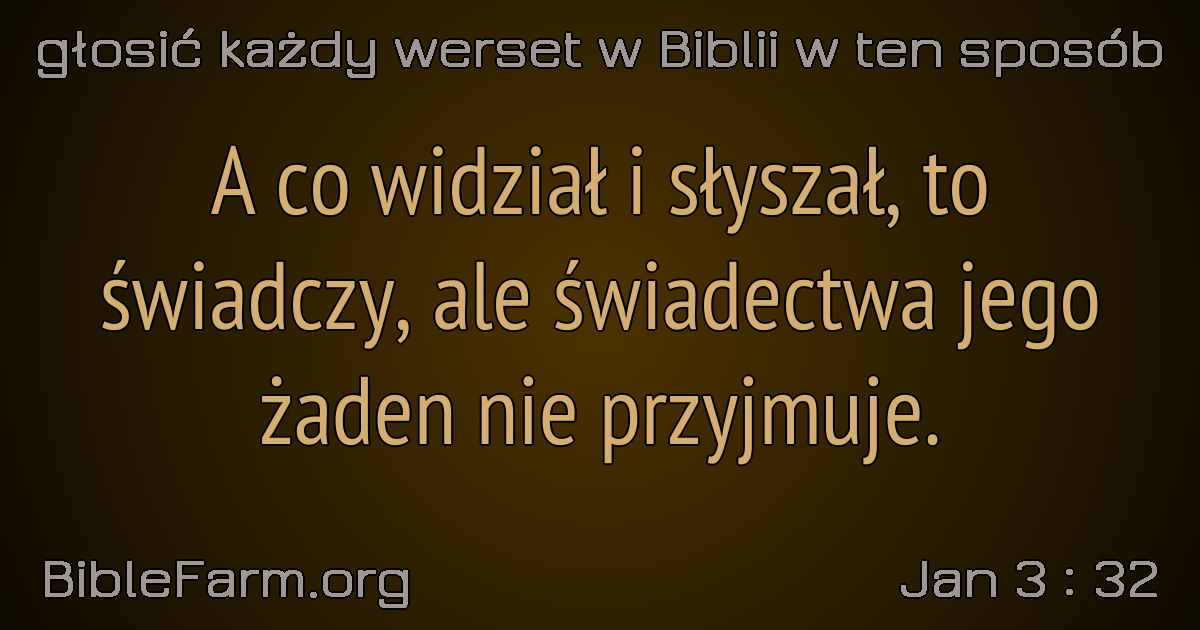 głosić każdy werset w Biblii w ten sposób
A co widział i słyszał, to
świadczy, ale świadectwa jego
żaden nie przyjmuje.
BibleFarm.org
Jan 3 : 32